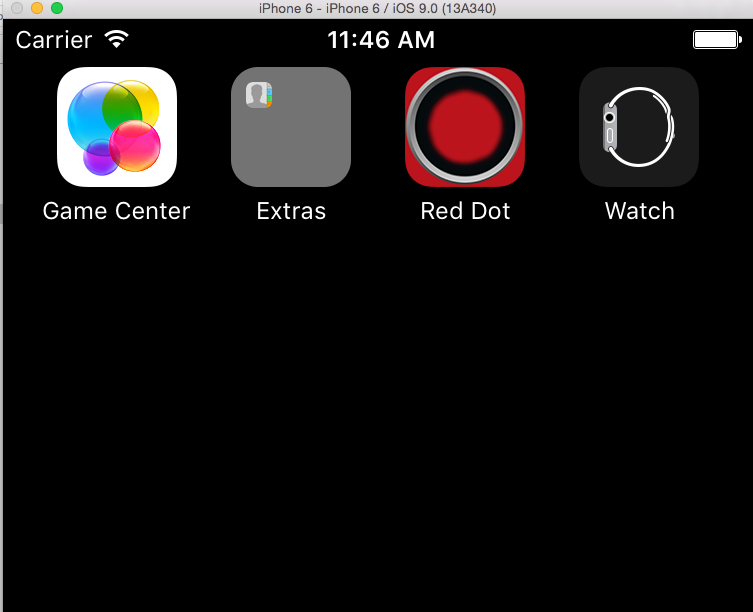 iPhone 6 - iPhone 6 / iOS 9.0 (13A340)
Carrier 11:46 AM
Game Center Extras Red Dot Watch